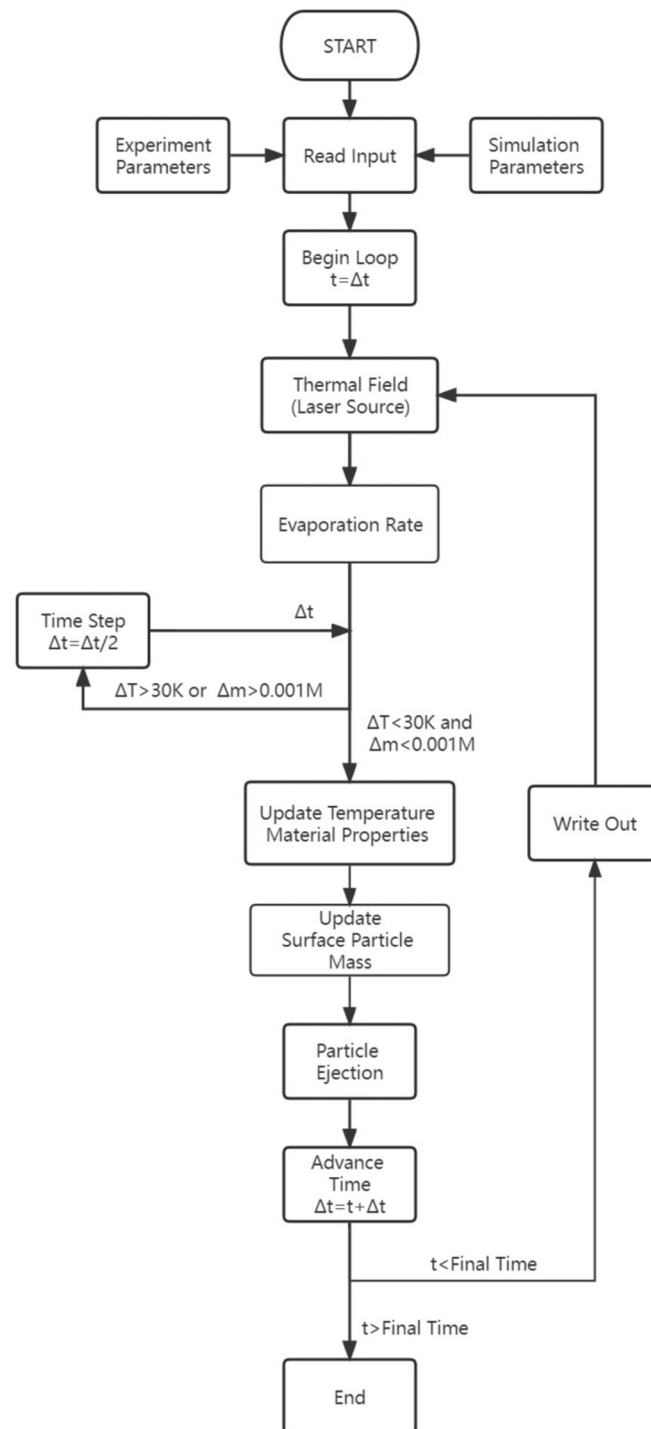 START
Experiment
Parameters
Read Input
Simulation
Parameters
Begin Loop
t=Δt
Thermal Field
(Laser Source)
Evaporation Rate
Time Step
Δt=Δt/2
Δt
ΔT>30K or Δm>0.001M
ΔT<30K and
Δm<0.001M
Update Temperature
Material Properties
Write Out
Update
Surface Particle
Mass
Particle
Ejection
Advance
Time
Δt=t+Δt
t<Final Time
t>Final Time
End